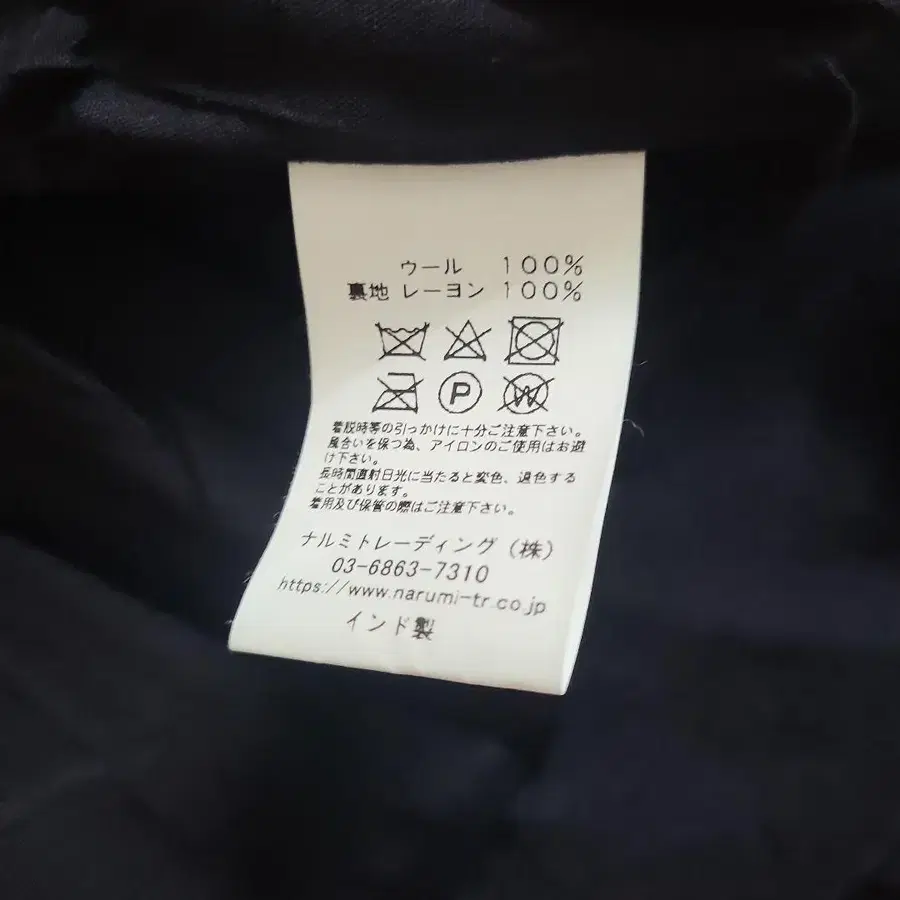 ウール 100%
裏地 レーヨン 100%
P
W
着脱時等の引っかけに十分ご注意下さい。
風合いを保つ為、アイロンのご使用はお避
け下さい。
長時間直射日光に当たると変色、退色する
ことがあります。
着用及び保管の際はご注意下さい。
ナルミトレーディング(株)
03-6863-7310
https://www.narumi-tr.co.jp
インド製